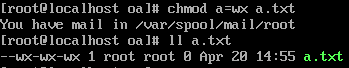 [root@localhost oa]# chmod a=wx a.txt
You have mail in /var/spool/mail/root
[root@localhost oa]# ll a.txt
--wx-wx-wx 1 root root 0 Apr 20 14:55 a.txt